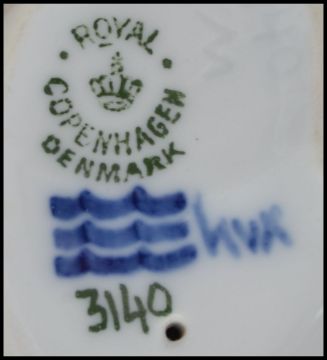 • ROYAL •
COPENHAGEN
DENMARK
3140